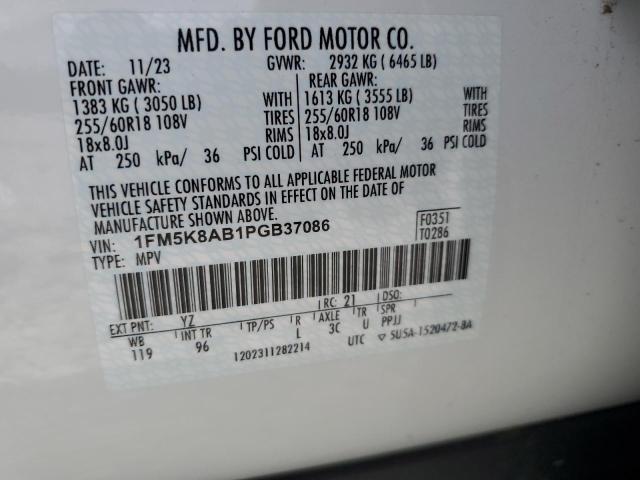 MFD. BY FORD MOTOR CO.
DATE: 11/23 GVWR: 2932 KG ( 6465 LB)
FRONT GAWR: REAR GAWR:
1383 KG ( 3050 LB) WITH 1613 KG ( 3555 LB) WITH
255/60R18 108V TIRES 255/60R18 108V TIRES
18x8.0J RIMS 18x8.0J RIMS
AT 250 kPa/ 36 PSI COLD AT 250 kPa/ 36 PSI COLD
THIS VEHICLE CONFORMS TO ALL APPLICABLE FEDERAL MOTOR
VEHICLE SAFETY STANDARDS IN EFFECT ON THE DATE OF
MANUFACTURE SHOWN ABOVE.
VIN: 1FM5K8AB1PGB37086 F0351
TYPE: MPV T0286
EXT PNT: YZ RC: 21 DSO:
WB INT TR TP/PS R AXLE TR SPR
119 96 L 3C U PPJJ
1202311282214 UTC ▽ 5U5A-1520472-BA